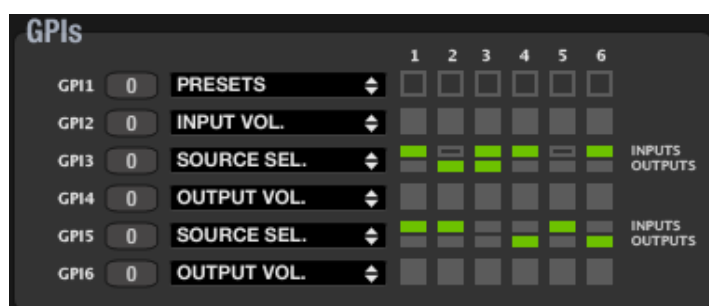 GPIs
1 2 3 4 5 6
GPI1 0 PRESETS
GPI2 0 INPUT VOL.
GPI3 0 SOURCE SEL. INPUTS
OUTPUTS
GPI4 0 OUTPUT VOL.
GPI5 0 SOURCE SEL. INPUTS
OUTPUTS
GPI6 0 OUTPUT VOL.